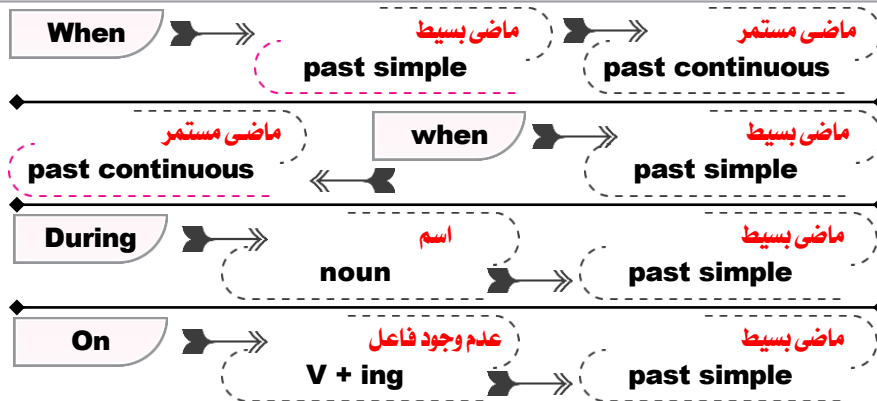 When ماضى بسيط ماضى مستمر
past simple past continuous
ماضى مستمر when ماضى بسيط
past continuous past simple
During اسم ماضى بسيط
noun past simple
On عدم وجود فاعل ماضى بسيط
V + ing past simple